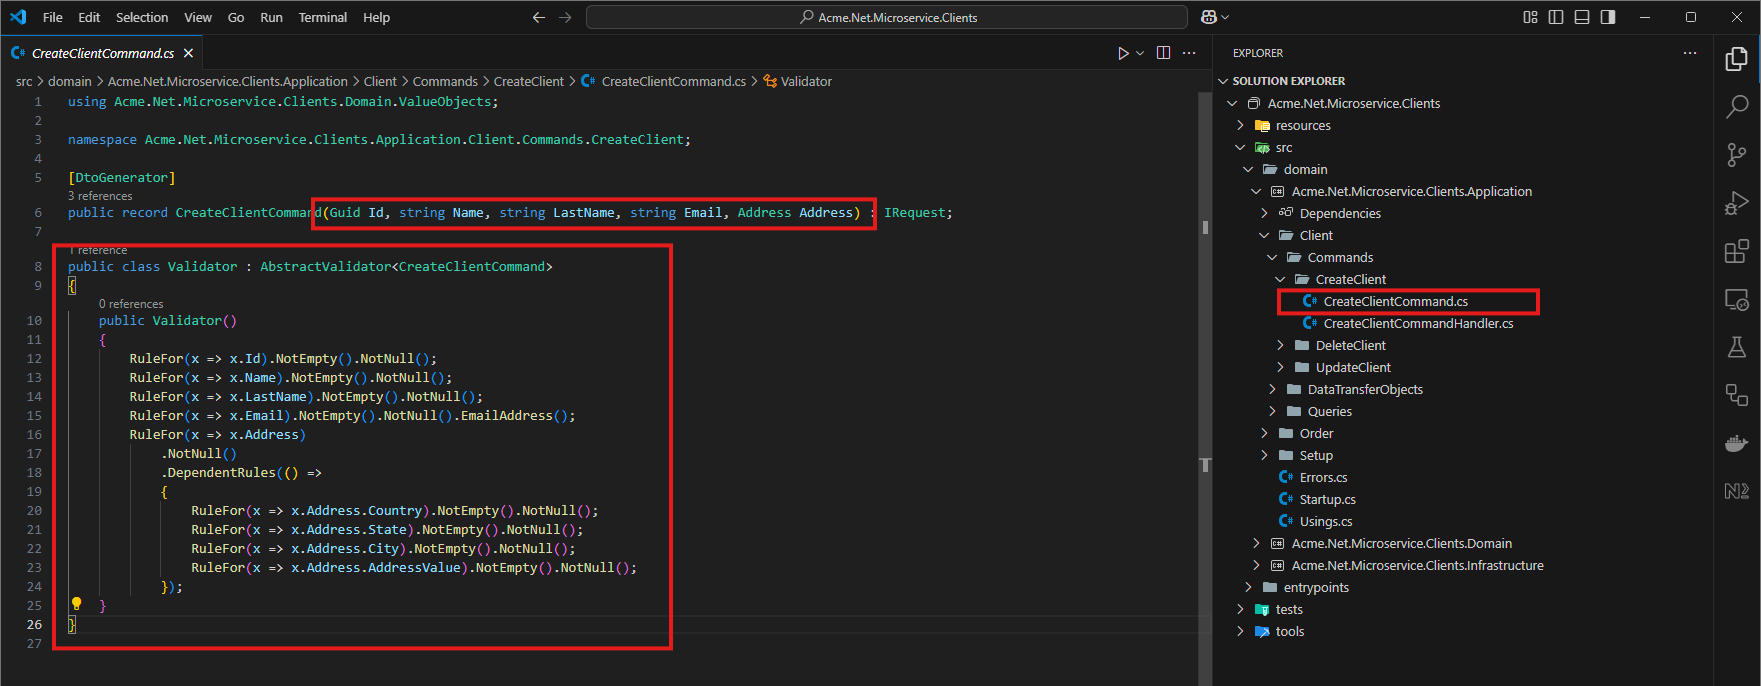 File Edit Selection View Go Run Terminal Help
Acme.Net.Microservice.Clients
CreateClientCommand.cs
src > domain > Acme.Net.Microservice.Clients.Application > Client > Commands > CreateClient > CreateClientCommand.cs > Validator
1 using Acme.Net.Microservice.Clients.Domain.ValueObjects;
2
3 namespace Acme.Net.Microservice.Clients.Application.Client.Commands.CreateClient;
4
5 [DtoGenerator]
3 references
6 public record CreateClientCommand(Guid Id, string Name, string LastName, string Email, Address Address) : IRequest;
7
1 reference
8 public class Validator : AbstractValidator<CreateClientCommand>
9 {
0 references
10 public Validator()
11 {
12 RuleFor(x => x.Id).NotEmpty().NotNull();
13 RuleFor(x => x.Name).NotEmpty().NotNull();
14 RuleFor(x => x.LastName).NotEmpty().NotNull();
15 RuleFor(x => x.Email).NotEmpty().NotNull().EmailAddress();
16 RuleFor(x => x.Address)
17 .NotNull()
18 .DependentRules(() =>
19 {
20 RuleFor(x => x.Address.Country).NotEmpty().NotNull();
21 RuleFor(x => x.Address.State).NotEmpty().NotNull();
22 RuleFor(x => x.Address.City).NotEmpty().NotNull();
23 RuleFor(x => x.Address.AddressValue).NotEmpty().NotNull();
24 });
25 }
26 }
27
EXPLORER
SOLUTION EXPLORER
Acme.Net.Microservice.Clients
resources
src
domain
Acme.Net.Microservice.Clients.Application
Dependencies
Client
Commands
CreateClient
CreateClientCommand.cs
CreateClientCommandHandler.cs
DeleteClient
UpdateClient
DataTransferObjects
Queries
Order
Setup
Errors.cs
Startup.cs
Usings.cs
Acme.Net.Microservice.Clients.Domain
Acme.Net.Microservice.Clients.Infrastructure
entrypoints
tests
tools